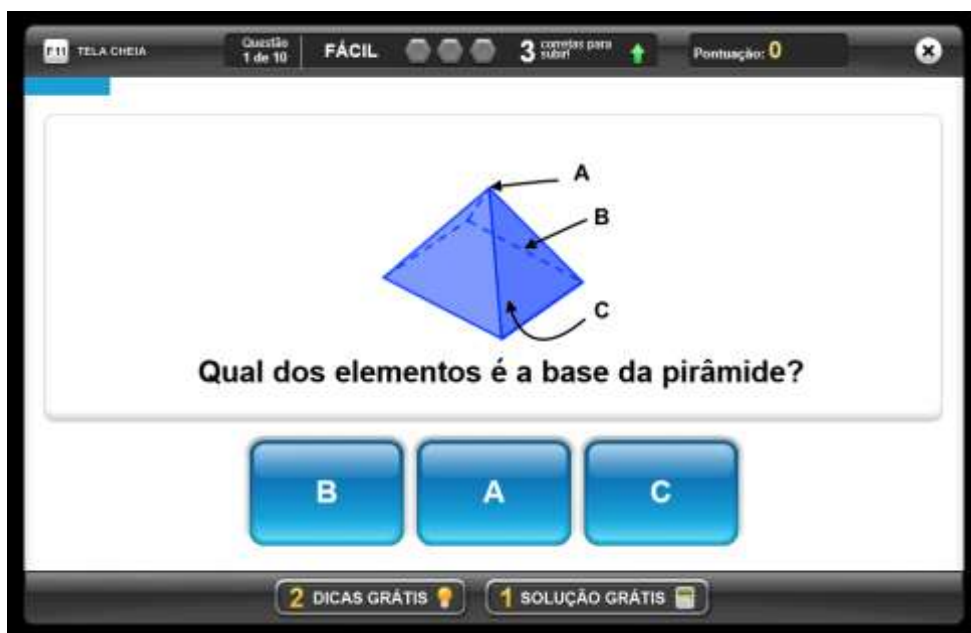 F11 TELA CHEIA
Questão
1 de 10
FÁCIL
3 corretas para
subir!
Pontuação: 0
A
B
C
Qual dos elementos é a base da pirâmide?
B
A
C
2 DICAS GRÁTIS
1 SOLUÇÃO GRÁTIS